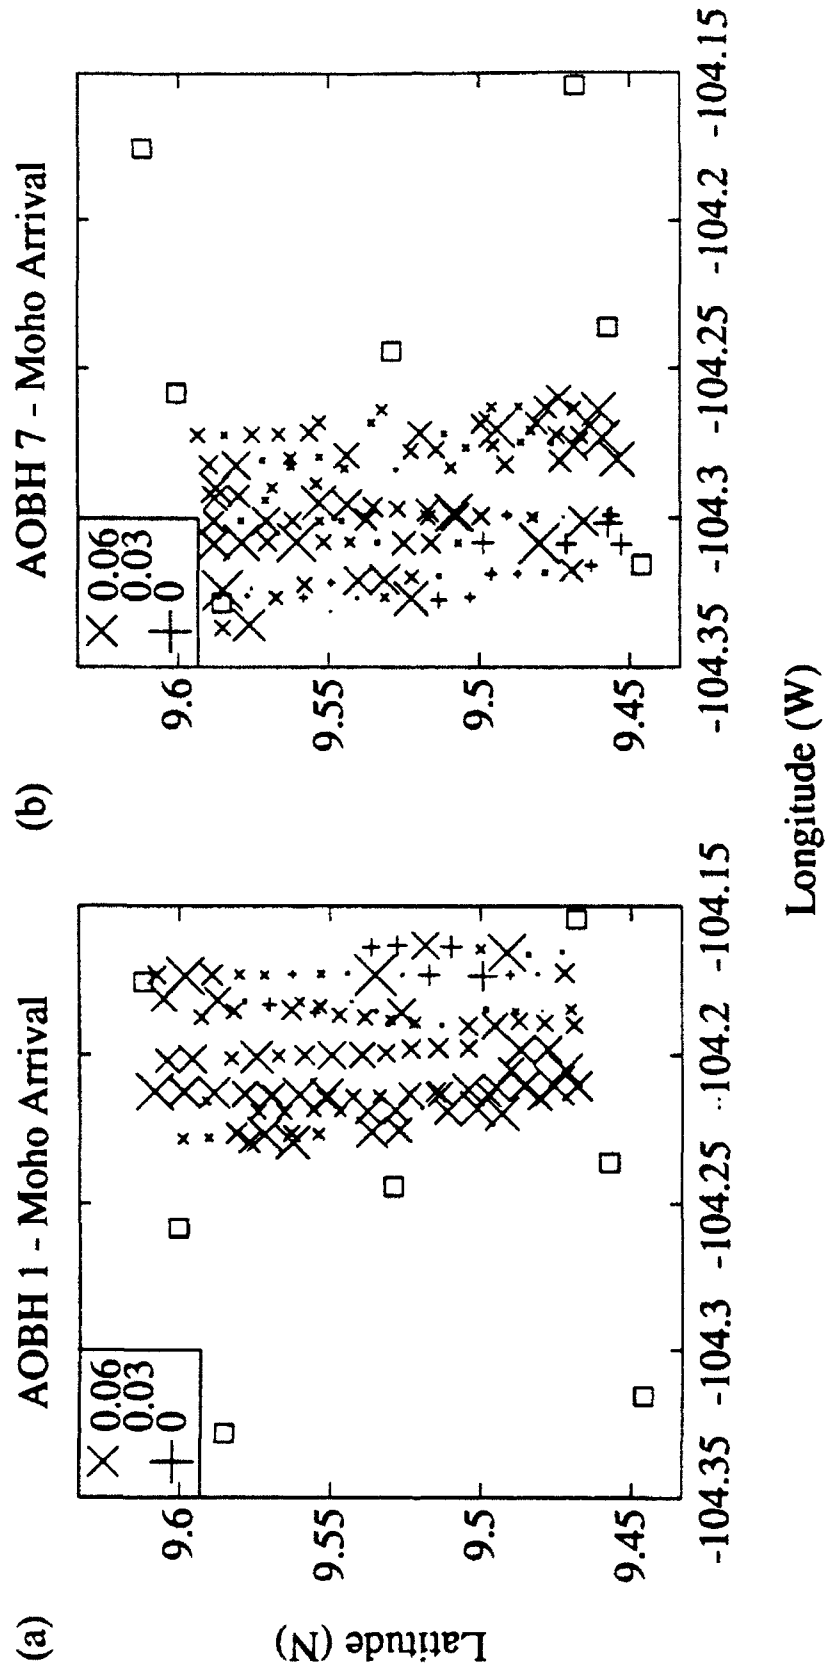 (a)
AOBH 1 - Moho Arrival
0.06
0.03
0
9.6
9.55
9.5
9.45
Latitude (N)
-104.35 -104.3 -104.25 -104.2 -104.15
(b)
AOBH 7 - Moho Arrival
0.06
0.03
0
9.6
9.55
9.5
9.45
-104.35 -104.3 -104.25 -104.2 -104.15
Longitude (W)